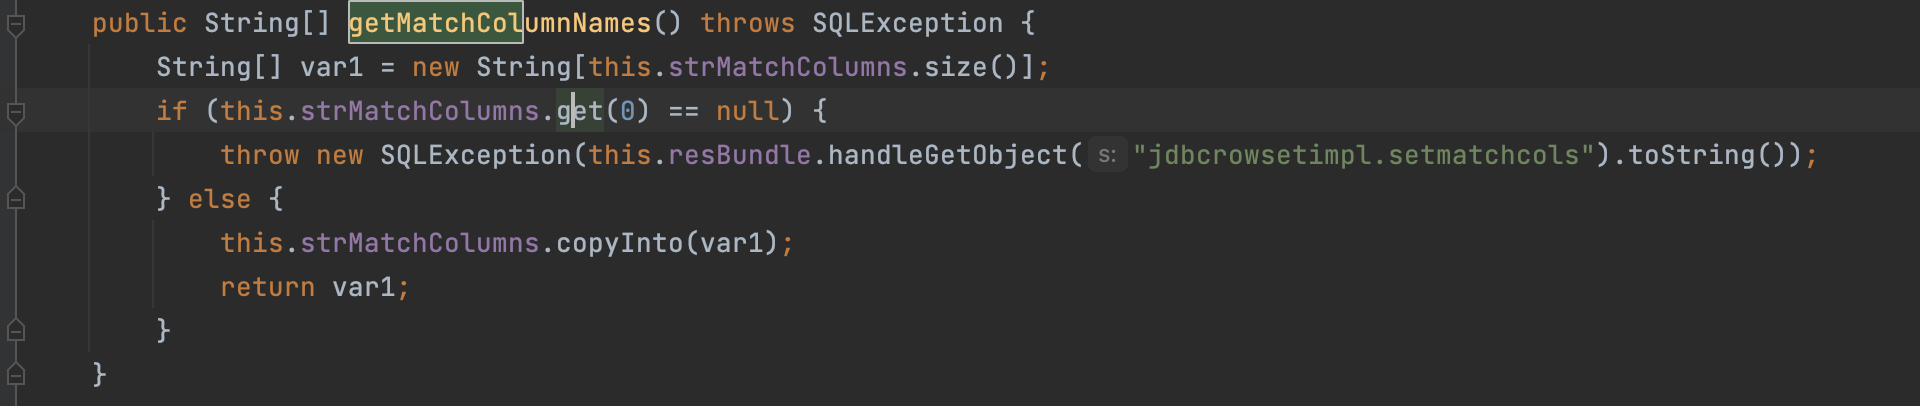 public String[] getMatchColumnNames() throws SQLException {
    String[] var1 = new String[this.strMatchColumns.size()];
    if (this.strMatchColumns.get(0) == null) {
        throw new SQLException(this.resBundle.handleGetObject( s: "jdbcrowsetimpl.setmatchcols").toString());
    } else {
        this.strMatchColumns.copyInto(var1);
        return var1;
    }
}